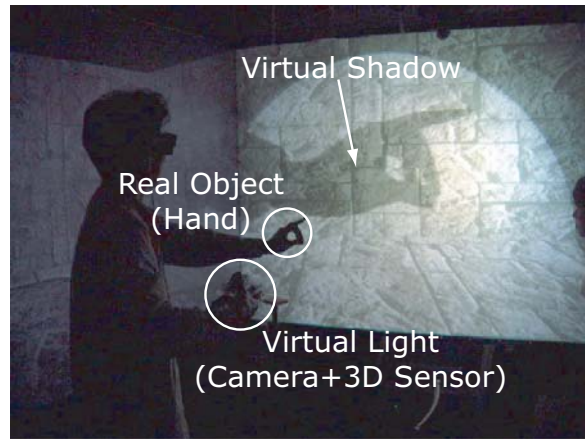 Virtual Shadow
Real Object
(Hand)
Virtual Light
(Camera+3D Sensor)